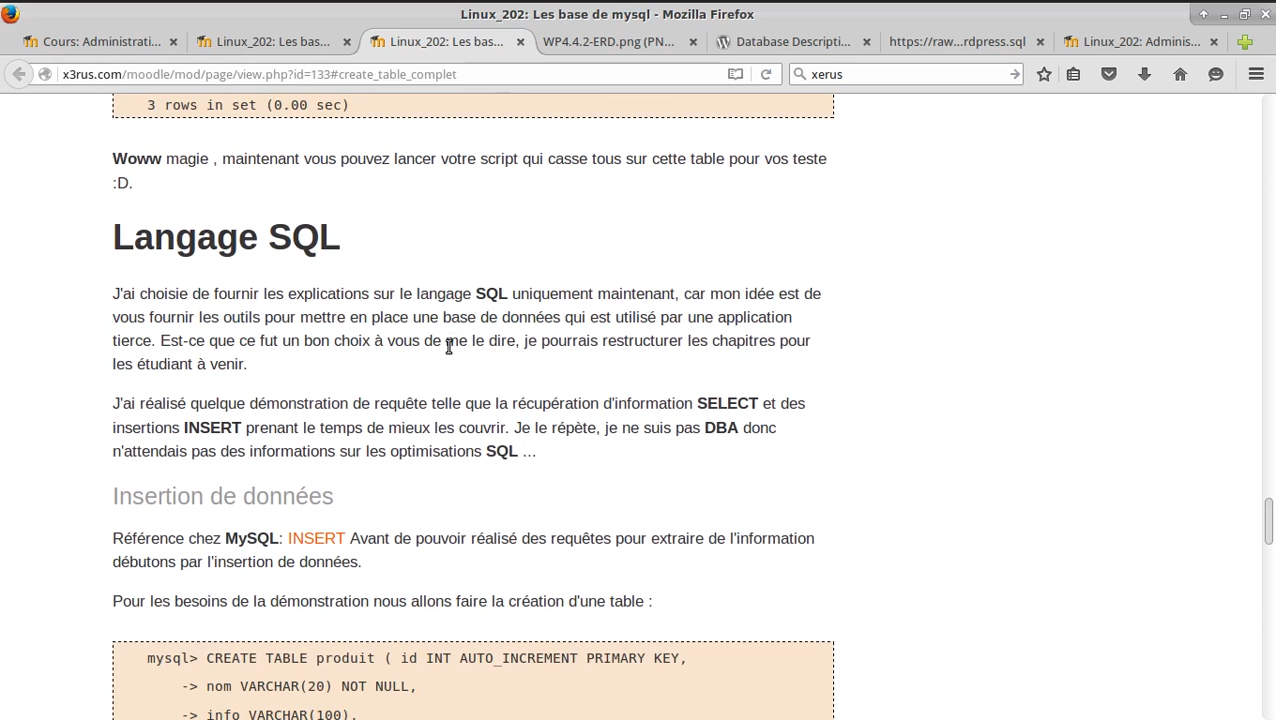 Linux_202: Les base de mysql - Mozilla Firefox
Cours: Administrati...
Linux_202: Les bas...
Linux_202: Les bas...
WP4.4.2-ERD.png (PN...
Database Descripti...
https://raw...rdpress.sql
Linux_202: Adminis...
x3rus.com/moodle/mod/page/view.php?id=133#create_table_complet
xerus
3 rows in set (0.00 sec)
Woww magie , maintenant vous pouvez lancer votre script qui casse tous sur cette table pour vos teste
:D.
Langage SQL
J'ai choisie de fournir les explications sur le langage SQL uniquement maintenant, car mon idée est de
vous fournir les outils pour mettre en place une base de données qui est utilisé par une application
tierce. Est-ce que ce fut un bon choix à vous de me le dire, je pourrais restructurer les chapitres pour
les étudiant à venir.
J'ai réalisé quelque démonstration de requête telle que la récupération d'information SELECT et des
insertions INSERT prenant le temps de mieux les couvrir. Je le répète, je ne suis pas DBA donc
n'attendais pas des informations sur les optimisations SQL ...
Insertion de données
Référence chez MySQL: INSERT Avant de pouvoir réalisé des requêtes pour extraire de l'information
débutons par l'insertion de données.
Pour les besoins de la démonstration nous allons faire la création d'une table :
mysql> CREATE TABLE produit ( id INT AUTO_INCREMENT PRIMARY KEY,
-> nom VARCHAR(20) NOT NULL,
-> info VARCHAR(100),